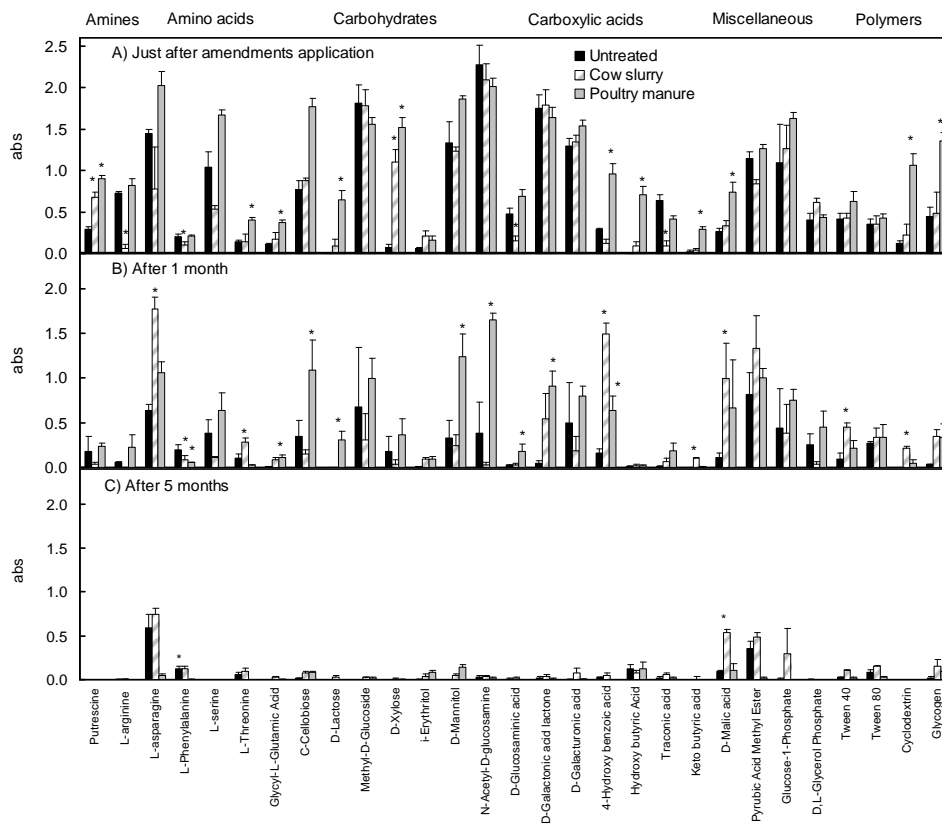 Amines Amino acids Carbohydrates Carboxylic acids Miscellaneous Polymers
A) Just after amendments application
Untreated
Cow slurry
Poultry manure
abs
2.5
2.0
1.5
1.0
0.5
0.0
B) After 1 month
abs
2.0
1.5
1.0
0.5
0.0
C) After 5 months
abs
2.0
1.5
1.0
0.5
0.0
Putrescine
L-arginine
L-asparagine
L-Phenylalanine
L-serine
L-Threonine
Glycyl-L-Glutamic Acid
C-Cellobiose
D-Lactose
Methyl-D-Glucoside
D-Xylose
i-Erythritol
D-Mannitol
N-Acetyl-D-glucosamine
D-Glucosaminic acid
D-Galactonic acid lactone
D-Galacturonic acid
4-Hydroxy benzoic acid
Hydroxy butyric Acid
Traconic acid
Keto butyric acid
D-Malic acid
Pyrubic Acid Methyl Ester
Glucose-1-Phosphate
D,L-Glycerol Phosphate
Tween 40
Tween 80
Cyclodextrin
Glycogen